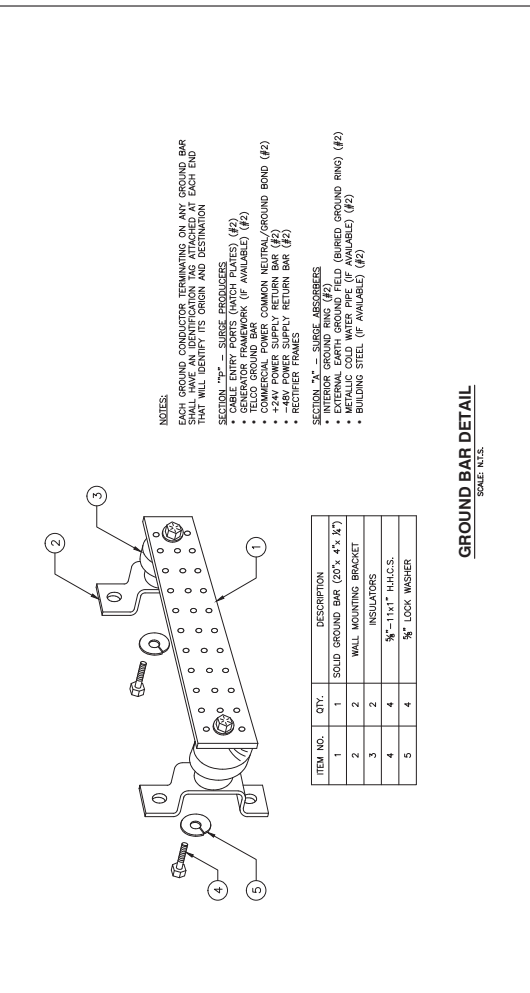 NOTES:
EACH GROUND CONDUCTOR TERMINATING ON ANY GROUND BAR
SHALL HAVE AN IDENTIFICATION TAG ATTACHED AT EACH END
THAT WILL IDENTIFY ITS ORIGIN AND DESTINATION
SECTION "P" – SURGE PRODUCERS
• CABLE ENTRY PORTS (HATCH PLATES) (#2)
• GENERATOR FRAMEWORK (IF AVAILABLE) (#2)
• TELCO GROUND BAR
• COMMERCIAL POWER COMMON NEUTRAL/GROUND BOND (#2)
• +24V POWER SUPPLY RETURN BAR (#2)
• –48V POWER SUPPLY RETURN BAR (#2)
• RECTIFIER FRAMES
SECTION "A" – SURGE ABSORBERS
• INTERIOR GROUND RING (#2)
• EXTERNAL EARTH GROUND FIELD (BURIED GROUND RING) (#2)
• METALLIC COLD WATER PIPE (IF AVAILABLE) (#2)
• BUILDING STEEL (IF AVAILABLE) (#2)
2
3
1
4
5
ITEM NO. QTY. DESCRIPTION
1 1 SOLID GROUND BAR (20"x 4"x ¼")
2 2 WALL MOUNTING BRACKET
3 2 INSULATORS
4 4 ⅝"–11x1" H.H.C.S.
5 4 ⅝" LOCK WASHER
GROUND BAR DETAIL
SCALE: N.T.S.